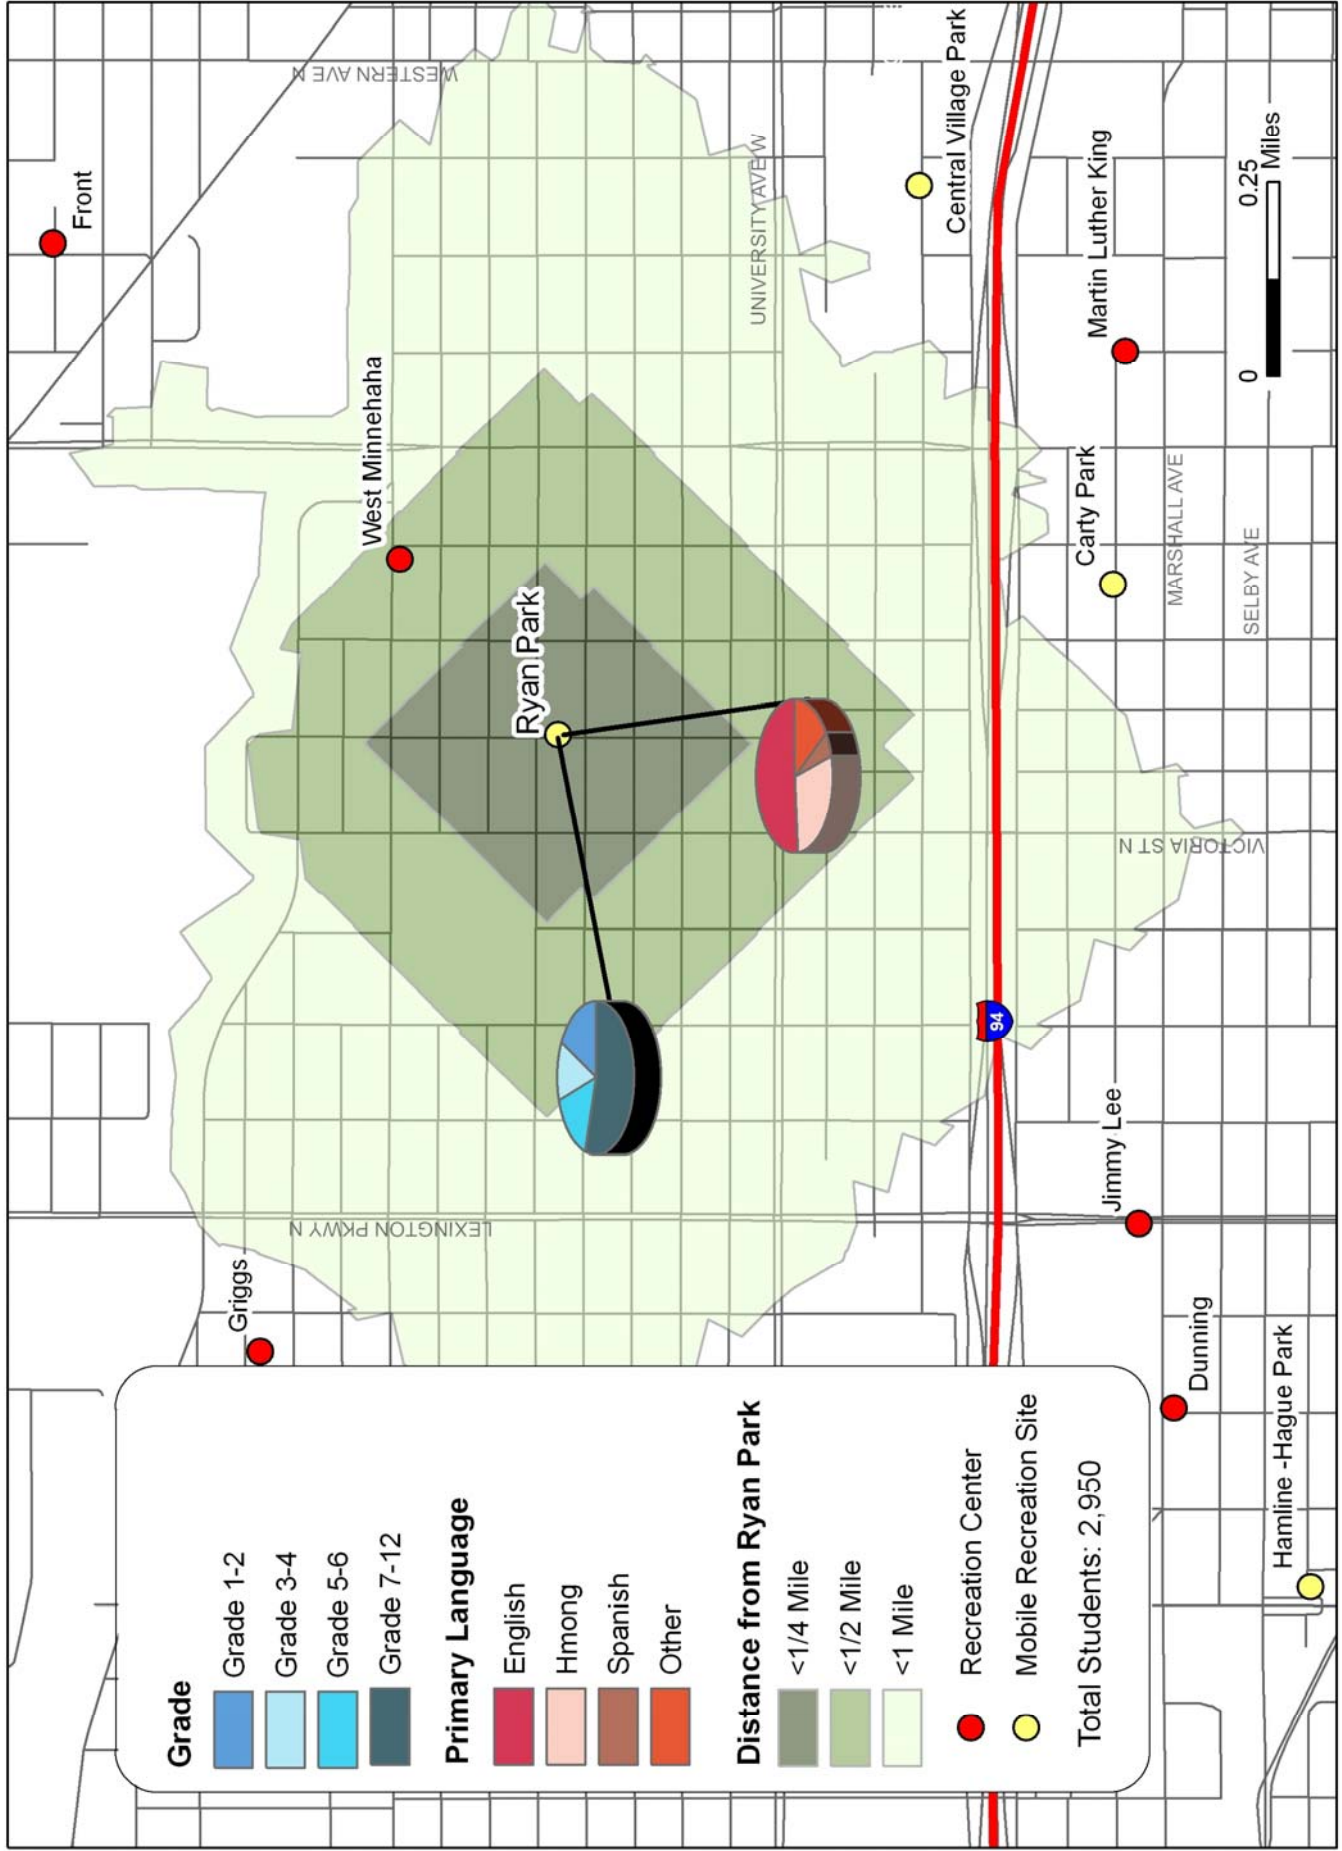 Grade
Grade 1-2
Grade 3-4
Grade 5-6
Grade 7-12
Primary Language
English
Hmong
Spanish
Other
Distance from Ryan Park
<1/4 Mile
<1/2 Mile
<1 Mile
Recreation Center
Mobile Recreation Site
Total Students: 2,950
Griggs
LEXINGTON PKWY N
Ryan Park
West Minnehaha
Front
WESTERN AVE N
UNIVERSITY AVE W
Central Village Park
94
Martin Luther King
Carty Park
MARSHALL AVE
SELBY AVE
VICTORIA ST N
Jimmy Lee
Dunning
Hamline -Hague Park
0
0.25
Miles